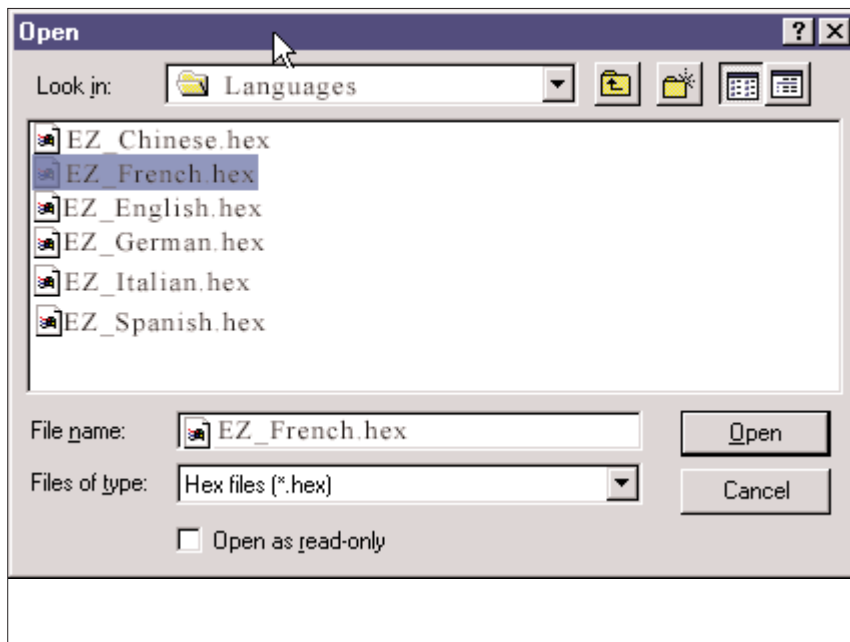 Open
Look in: Languages
EZ_Chinese.hex
EZ_French.hex
EZ_English.hex
EZ_German.hex
EZ_Italian.hex
EZ_Spanish.hex
File name: EZ_French.hex Open
Files of type: Hex files (*.hex) Cancel
Open as read-only